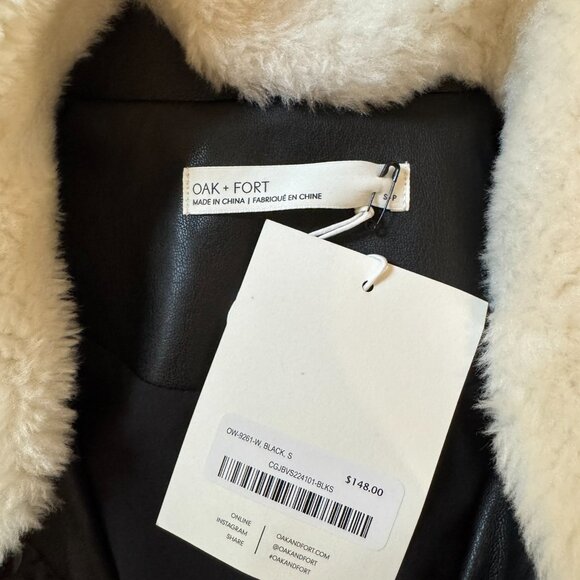 OAK + FORT
MADE IN CHINA | FABRIQUÉ EN CHINE
S-P
OW-9261-W, BLACK, S
CGJBVS224101-BLKS
$148.00
ONLINE
INSTAGRAM
SHARE
OAKANDFORT.COM
@OAKANDFORT
#OAKANDFORT